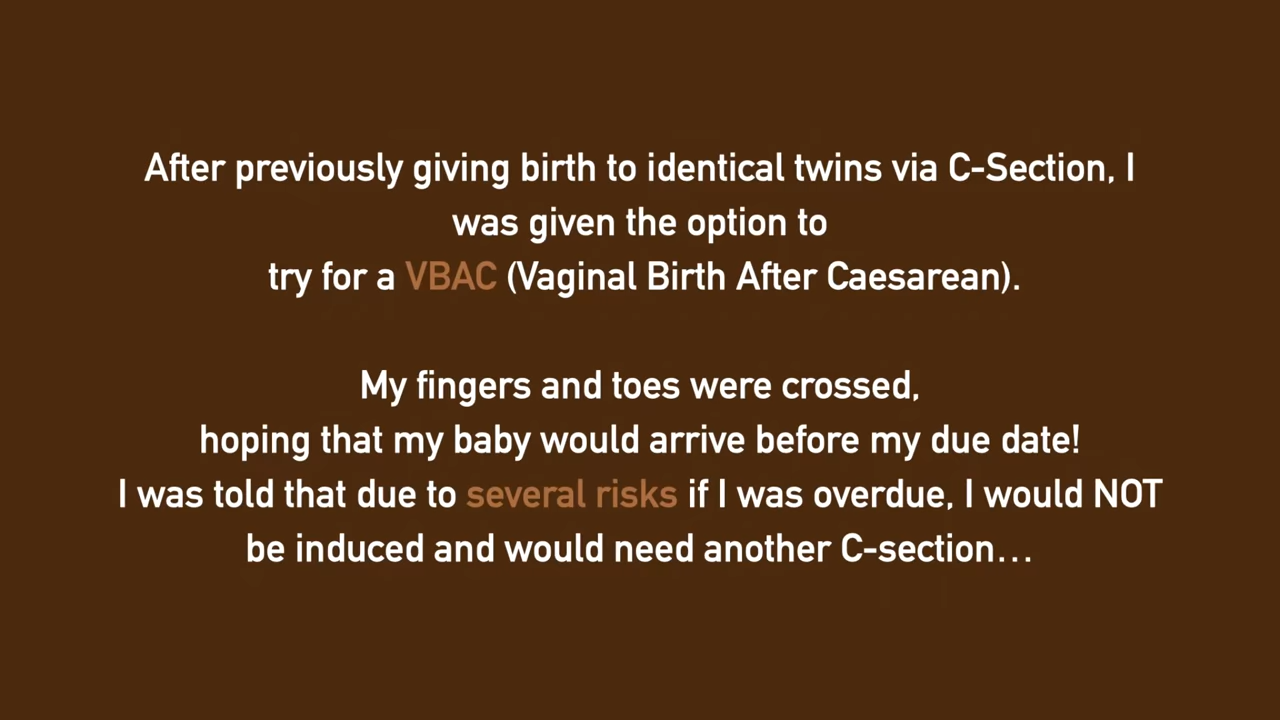 After previously giving birth to identical twins via C-Section, I
was given the option to
try for a VBAC (Vaginal Birth After Caesarean).
My fingers and toes were crossed,
hoping that my baby would arrive before my due date!
I was told that due to several risks if I was overdue, I would NOT
be induced and would need another C-section...